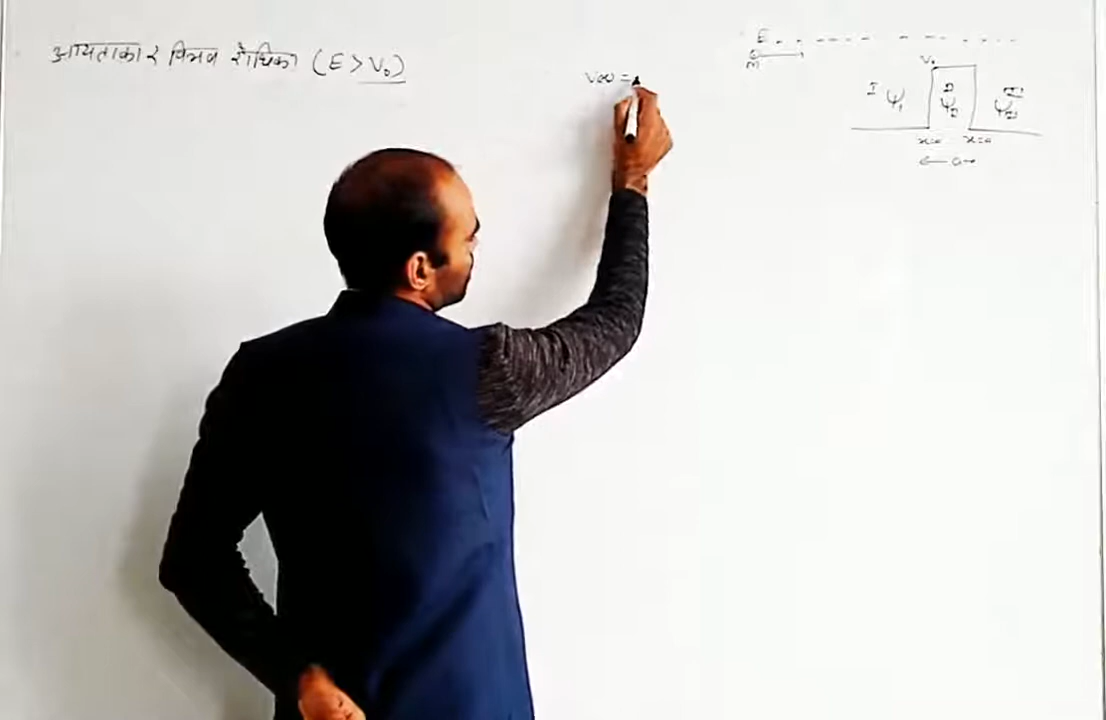 आयताकार विभव रोधिका (E > V₀)
V(x) =
E
m
V₀
I ψ₁
II ψ₂
III ψ₃
x=0 x=a
a